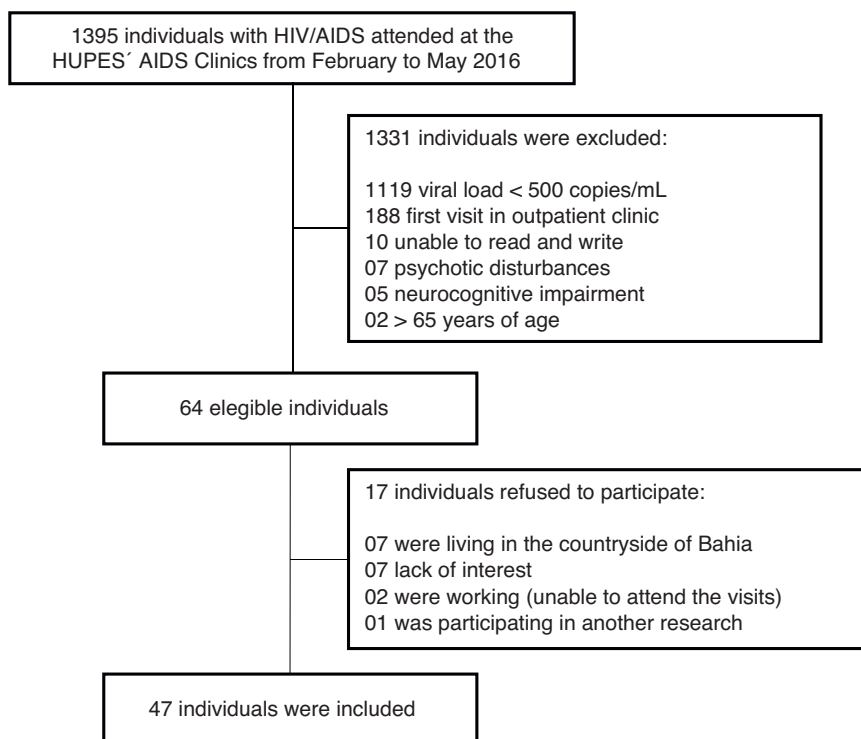 1395 individuals with HIV/AIDS attended at the
HUPES´ AIDS Clinics from February to May 2016
1331 individuals were excluded:
1119 viral load < 500 copies/mL
188 first visit in outpatient clinic
10 unable to read and write
07 psychotic disturbances
05 neurocognitive impairment
02 > 65 years of age
64 elegible individuals
17 individuals refused to participate:
07 were living in the countryside of Bahia
07 lack of interest
02 were working (unable to attend the visits)
01 was participating in another research
47 individuals were included